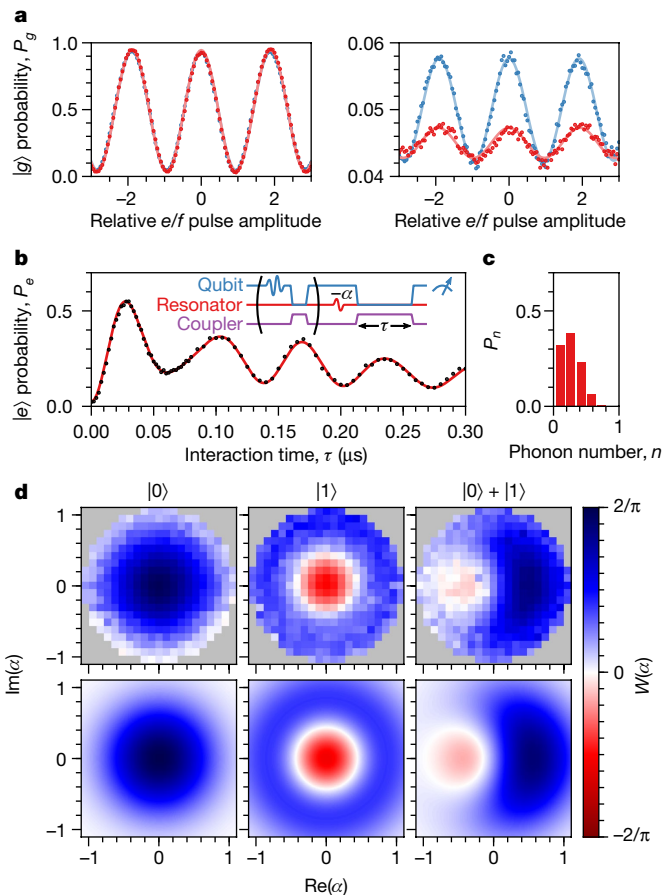 a
|g⟩ probability, P_g
1.0
0.5
0.0
−2
0
2
Relative e/f pulse amplitude
0.06
0.05
0.04
−2
0
2
Relative e/f pulse amplitude
b
|e⟩ probability, P_e
0.5
0.0
Qubit
Resonator
Coupler
−α
τ
0.00
0.05
0.10
0.15
0.20
0.25
0.30
Interaction time, τ (μs)
c
P_n
0.5
0.0
0
1
Phonon number, n
d
|0⟩
|1⟩
|0⟩ + |1⟩
Im(α)
1
0
−1
1
0
−1
−1
0
1
−1
0
1
−1
0
1
Re(α)
2/π
0
−2/π
W(α)